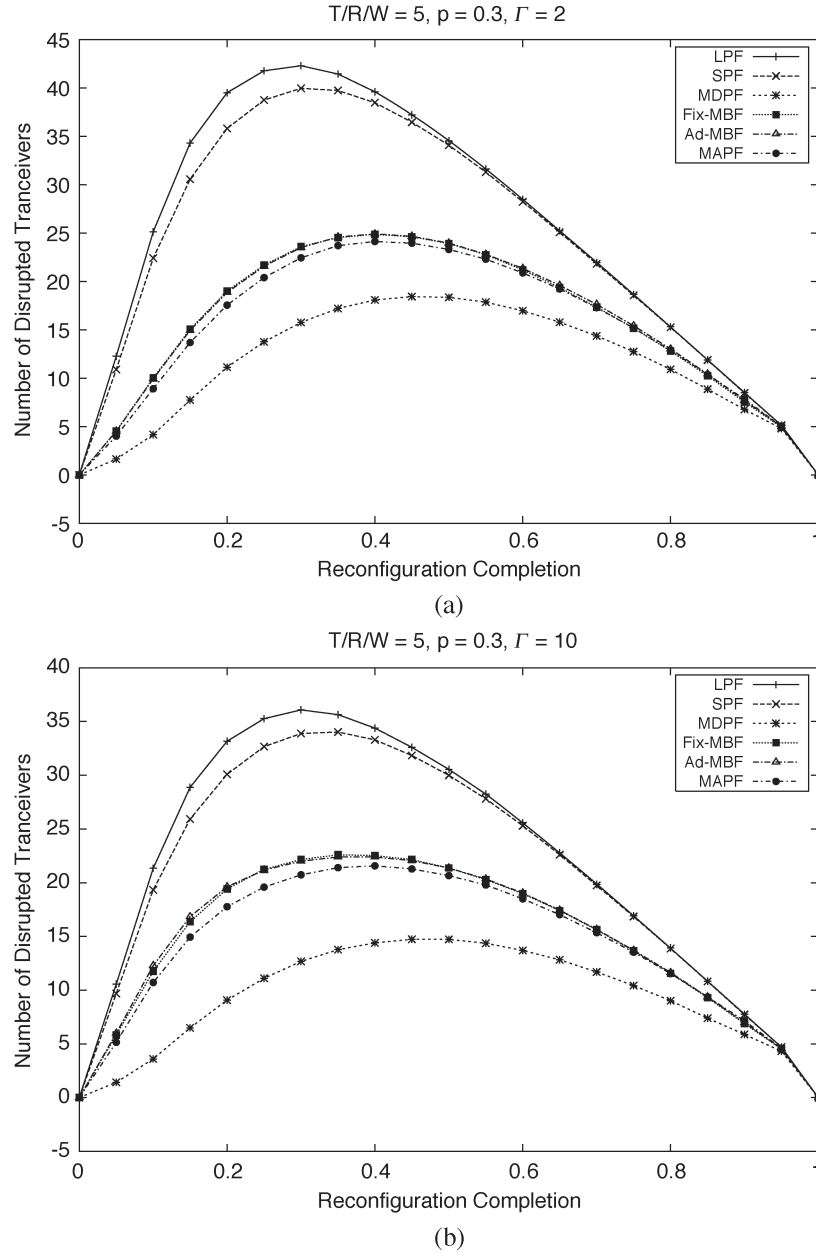 T/R/W = 5, p = 0.3, Γ = 2
Number of Disrupted Tranceivers
45
40
35
30
25
20
15
10
5
0
-5
LPF
SPF
MDPF
Fix-MBF
Ad-MBF
MAPF
0 0.2 0.4 0.6 0.8 1
Reconfiguration Completion
(a)
T/R/W = 5, p = 0.3, Γ = 10
Number of Disrupted Tranceivers
40
35
30
25
20
15
10
5
0
-5
LPF
SPF
MDPF
Fix-MBF
Ad-MBF
MAPF
0 0.2 0.4 0.6 0.8 1
Reconfiguration Completion
(b)